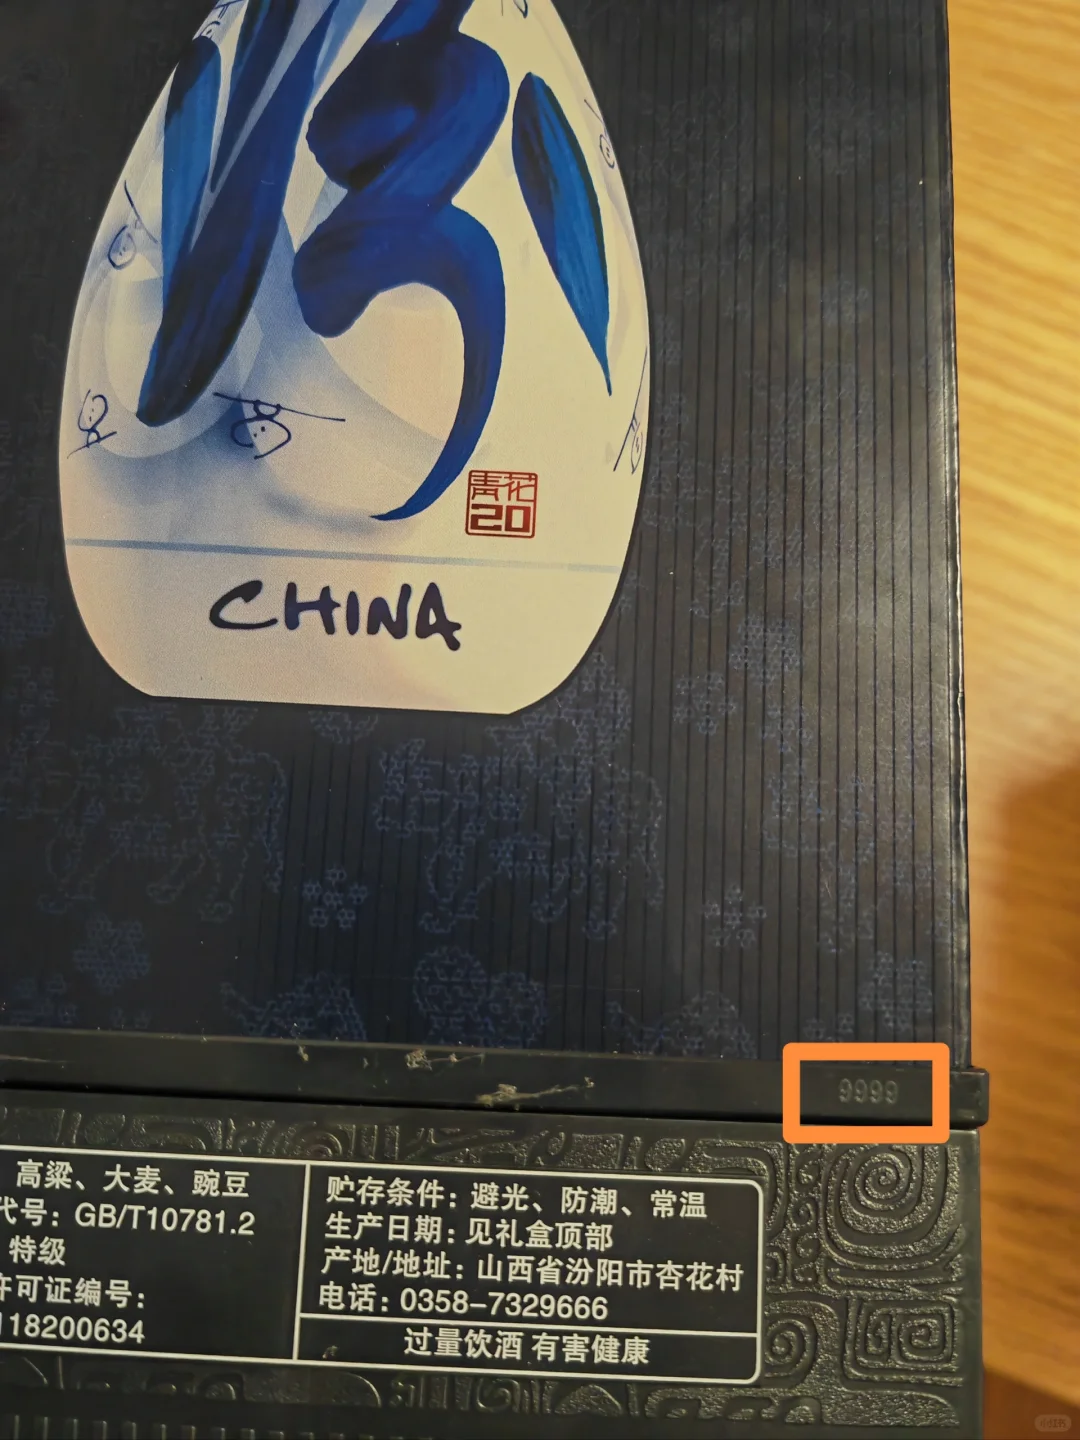 青花
20
CHINA
9999
高粱、大麦、豌豆
代号：GB/T10781.2
特级
许可证编号：
118200634
贮存条件：避光、防潮、常温
生产日期：见礼盒顶部
产地/地址：山西省汾阳市杏花村
电话：0358-7329666
过量饮酒 有害健康
小红书